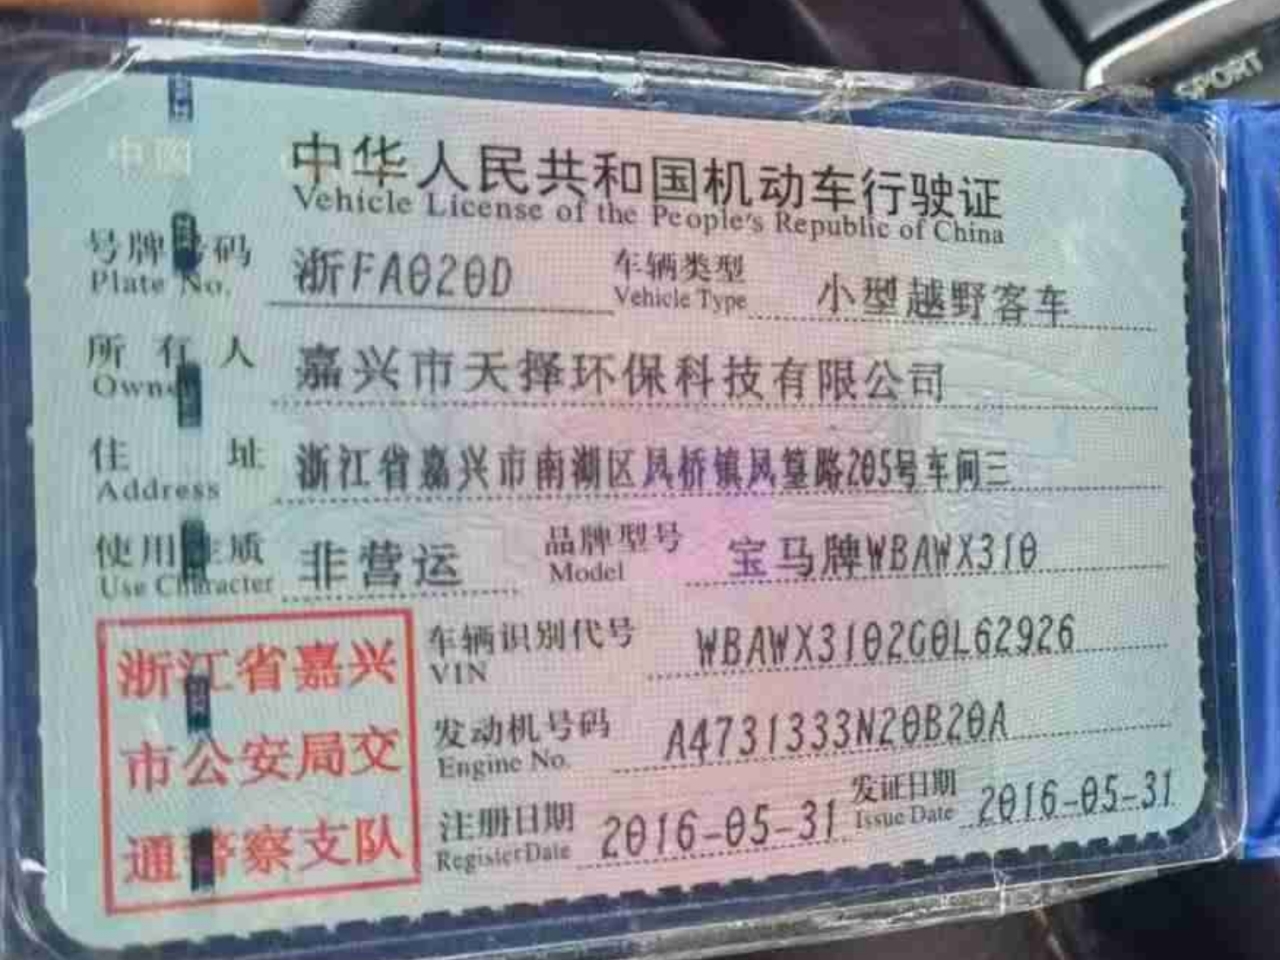 SPORT
中国
中华人民共和国机动车行驶证
Vehicle License of the People's Republic of China
号牌号码 浙FA020D 车辆类型 小型越野客车
Plate No. Vehicle Type
所有人 嘉兴市天择环保科技有限公司
Owner
住址 浙江省嘉兴市南湖区凤桥镇凤篁路205号车间三
Address
使用性质 非营运 品牌型号 宝马牌WBAWX310
Use Character Model
浙江省嘉兴 车辆识别代号 WBAWX3102G0L62926
VIN
市公安局交 发动机号码 A4731333N20B20A
Engine No.
通警察支队 注册日期 2016-05-31 发证日期 2016-05-31
Register Date Issue Date